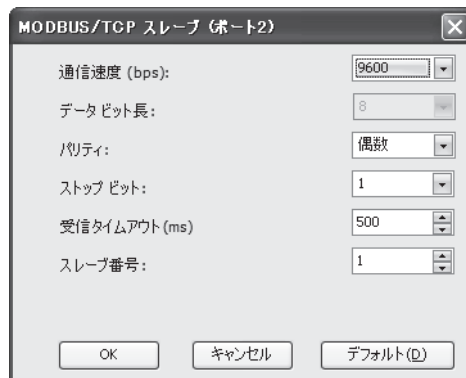 MODBUS/TCP スレーブ (ポート2)
通信速度 (bps): 9600
データ ビット長: 8
パリティ: 偶数
ストップ ビット: 1
受信タイムアウト(ms) 500
スレーブ番号: 1
OK キャンセル デフォルト(D)